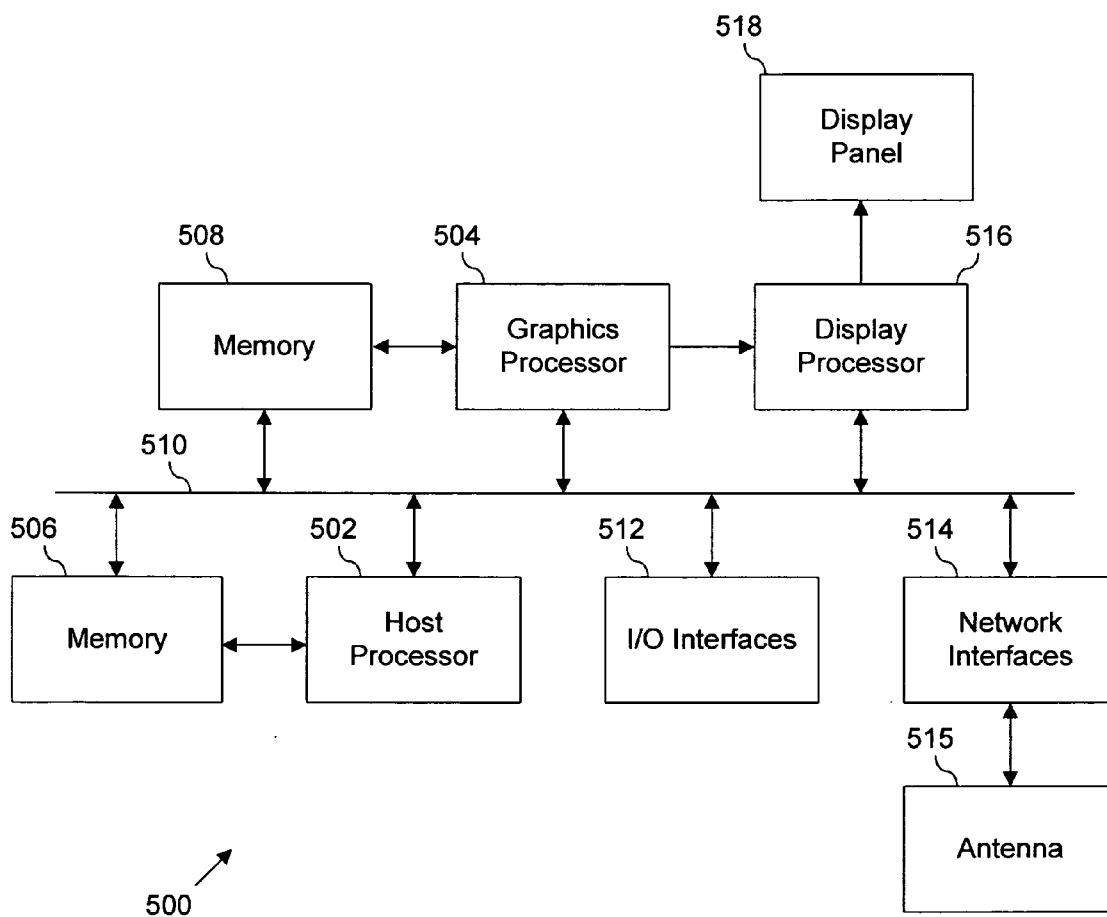 518
Display
Panel
508
504
516
Memory
Graphics
Processor
Display
Processor
510
506
502
512
514
Memory
Host
Processor
I/O Interfaces
Network
Interfaces
515
Antenna
500